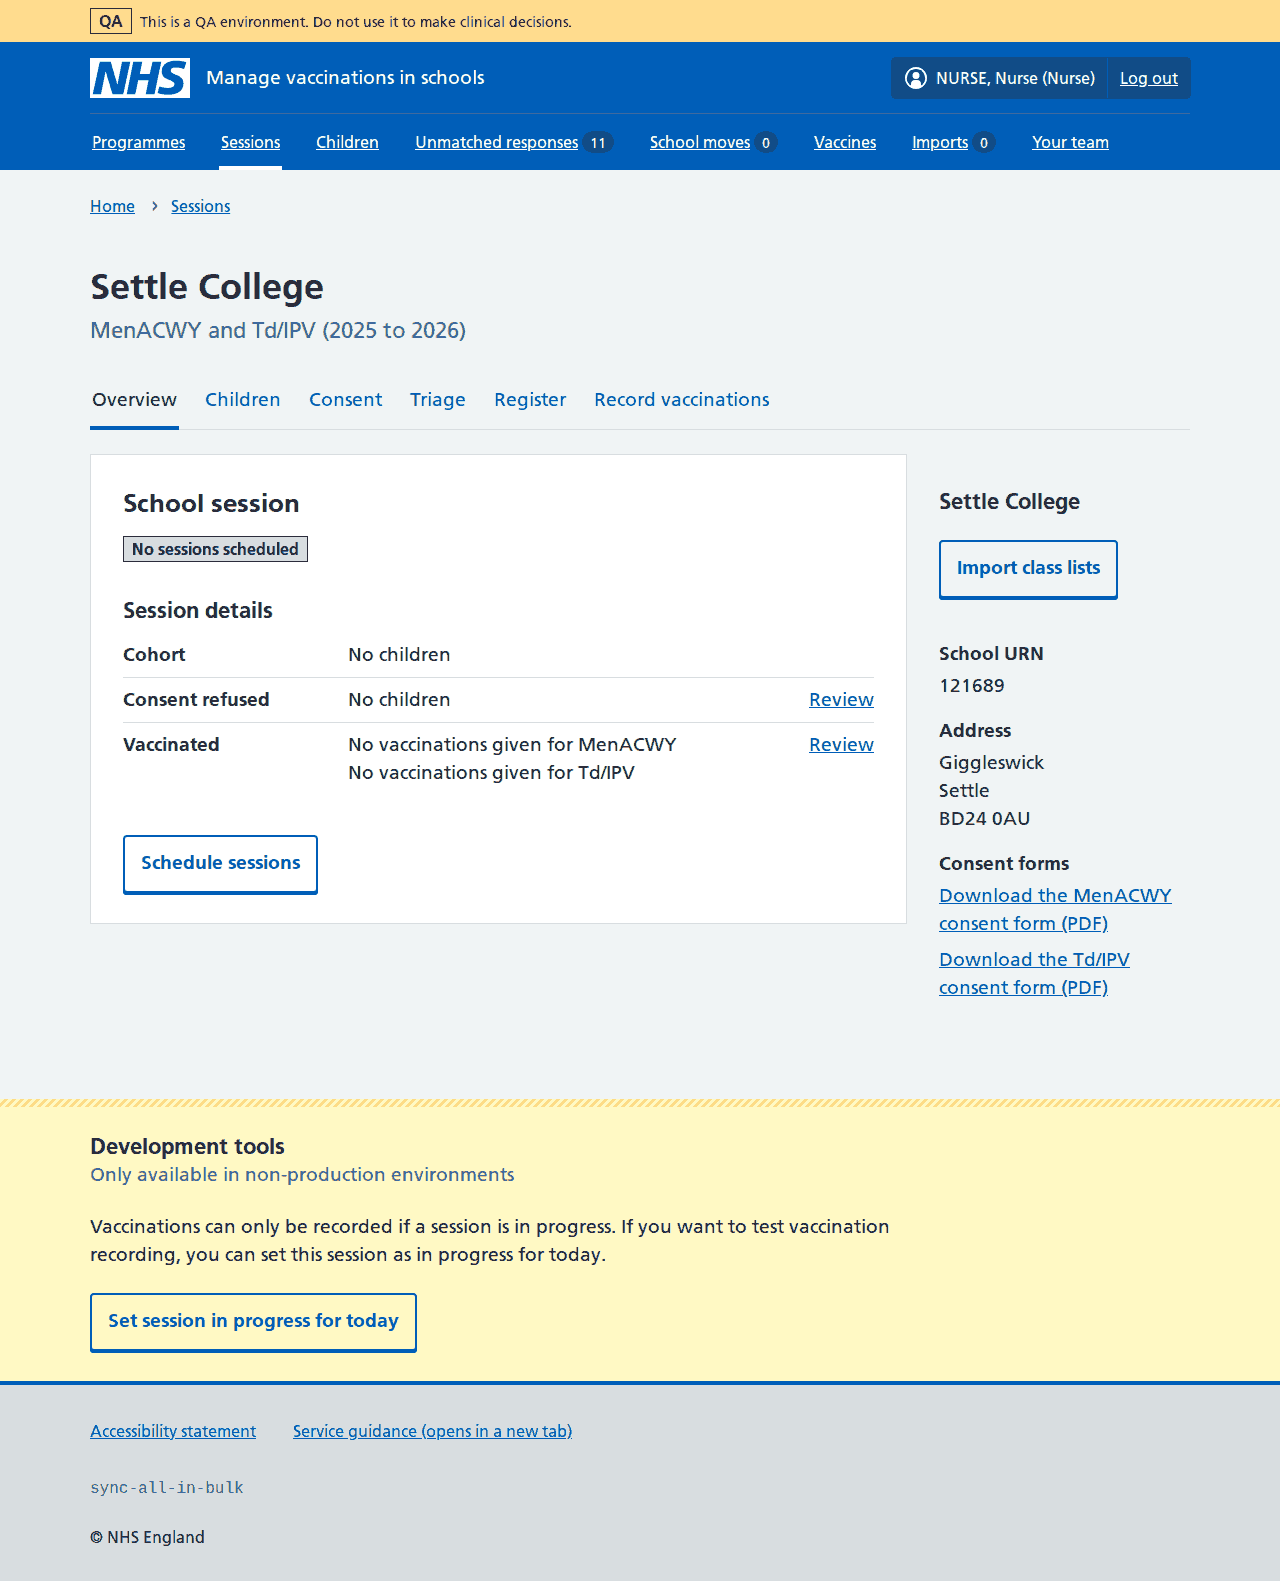 QA This is a QA environment. Do not use it to make clinical decisions.
NHS Manage vaccinations in schools NURSE, Nurse (Nurse) Log out
Programmes Sessions Children Unmatched responses 11 School moves 0 Vaccines Imports 0 Your team
Home › Sessions
Settle College
MenACWY and Td/IPV (2025 to 2026)
Overview Children Consent Triage Register Record vaccinations
School session
No sessions scheduled
Session details
Cohort No children
Consent refused No children Review
Vaccinated No vaccinations given for MenACWY Review
No vaccinations given for Td/IPV
Schedule sessions
Settle College
Import class lists
School URN
121689
Address
Giggleswick
Settle
BD24 0AU
Consent forms
Download the MenACWY
consent form (PDF)
Download the Td/IPV
consent form (PDF)
Development tools
Only available in non-production environments
Vaccinations can only be recorded if a session is in progress. If you want to test vaccination
recording, you can set this session as in progress for today.
Set session in progress for today
Accessibility statement Service guidance (opens in a new tab)
sync-all-in-bulk
© NHS England